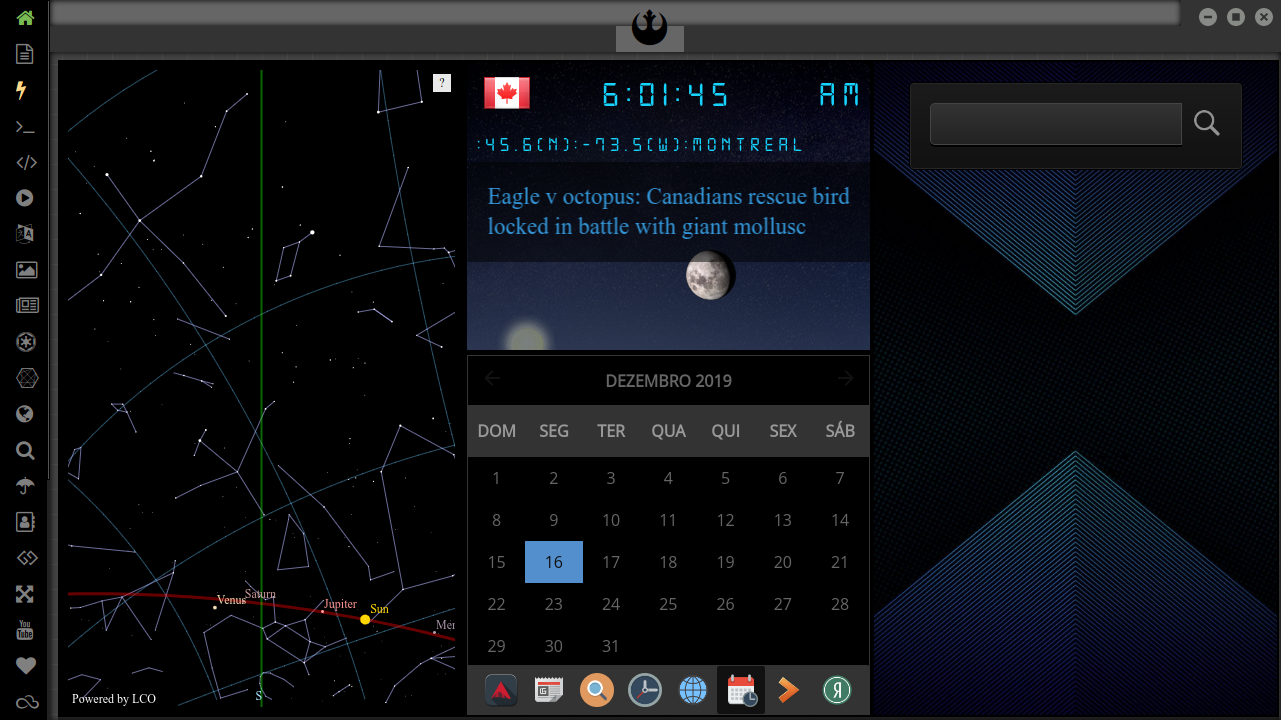 ?
6:01:45 AM
:45.6(N):-73.5(W):MONTREAL
Eagle v octopus: Canadians rescue bird
locked in battle with giant mollusc
DEZEMBRO 2019
DOM SEG TER QUA QUI SEX SÁB
1 2 3 4 5 6 7
8 9 10 11 12 13 14
15 16 17 18 19 20 21
22 23 24 25 26 27 28
29 30 31
Venus
Saturn
Jupiter
Sun
Mer
S
Powered by LCO
You
Tube
Я